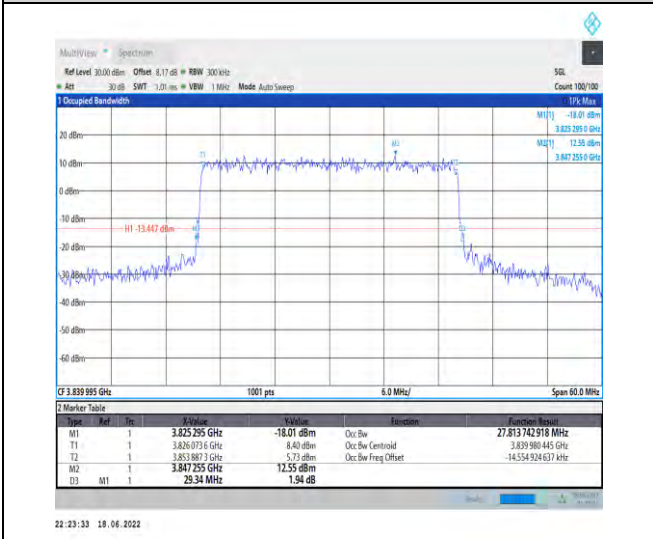 MultiView Spectrum
Ref Level 30.00 dBm Offset 8.17 dB RBW 300 kHz SGL
Att 30 dB SWT 1.01 ms VBW 1 MHz Mode Auto Sweep Count 100/100
1 Occupied Bandwidth 1Pk Max
M1[1] -18.01 dBm
3.825 295 0 GHz
M2[1] 12.55 dBm
3.847 255 0 GHz
20 dBm
M2
T1
10 dBm
0 dBm
-10 dBm
H1 -13.447 dBm
-20 dBm
-30 dBm
-40 dBm
-50 dBm
-60 dBm
CF 3.839 995 GHz 1001 pts 6.0 MHz/ Span 60.0 MHz
2 Marker Table
Type Ref Trc X-Value Y-Value Function Function Result
M1 1 3.825 295 GHz -18.01 dBm Occ Bw 27.813 742 918 MHz
T1 1 3.826 073 6 GHz 8.40 dBm Occ Bw Centroid 3.839 980 445 GHz
T2 1 3.853 887 3 GHz 5.73 dBm Occ Bw Freq Offset -14.554 924 637 kHz
M2 1 3.847 255 GHz 12.55 dBm
D3 M1 1 29.34 MHz 1.94 dB
22:23:33 18.06.2022